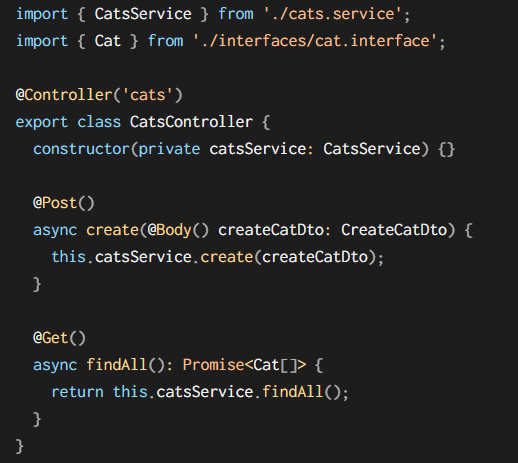 import { CatsService } from './cats.service';
import { Cat } from './interfaces/cat.interface';

@Controller('cats')
export class CatsController {
  constructor(private catsService: CatsService) {}

  @Post()
  async create(@Body() createCatDto: CreateCatDto) {
    this.catsService.create(createCatDto);
  }

  @Get()
  async findAll(): Promise<Cat[]> {
    return this.catsService.findAll();
  }
}